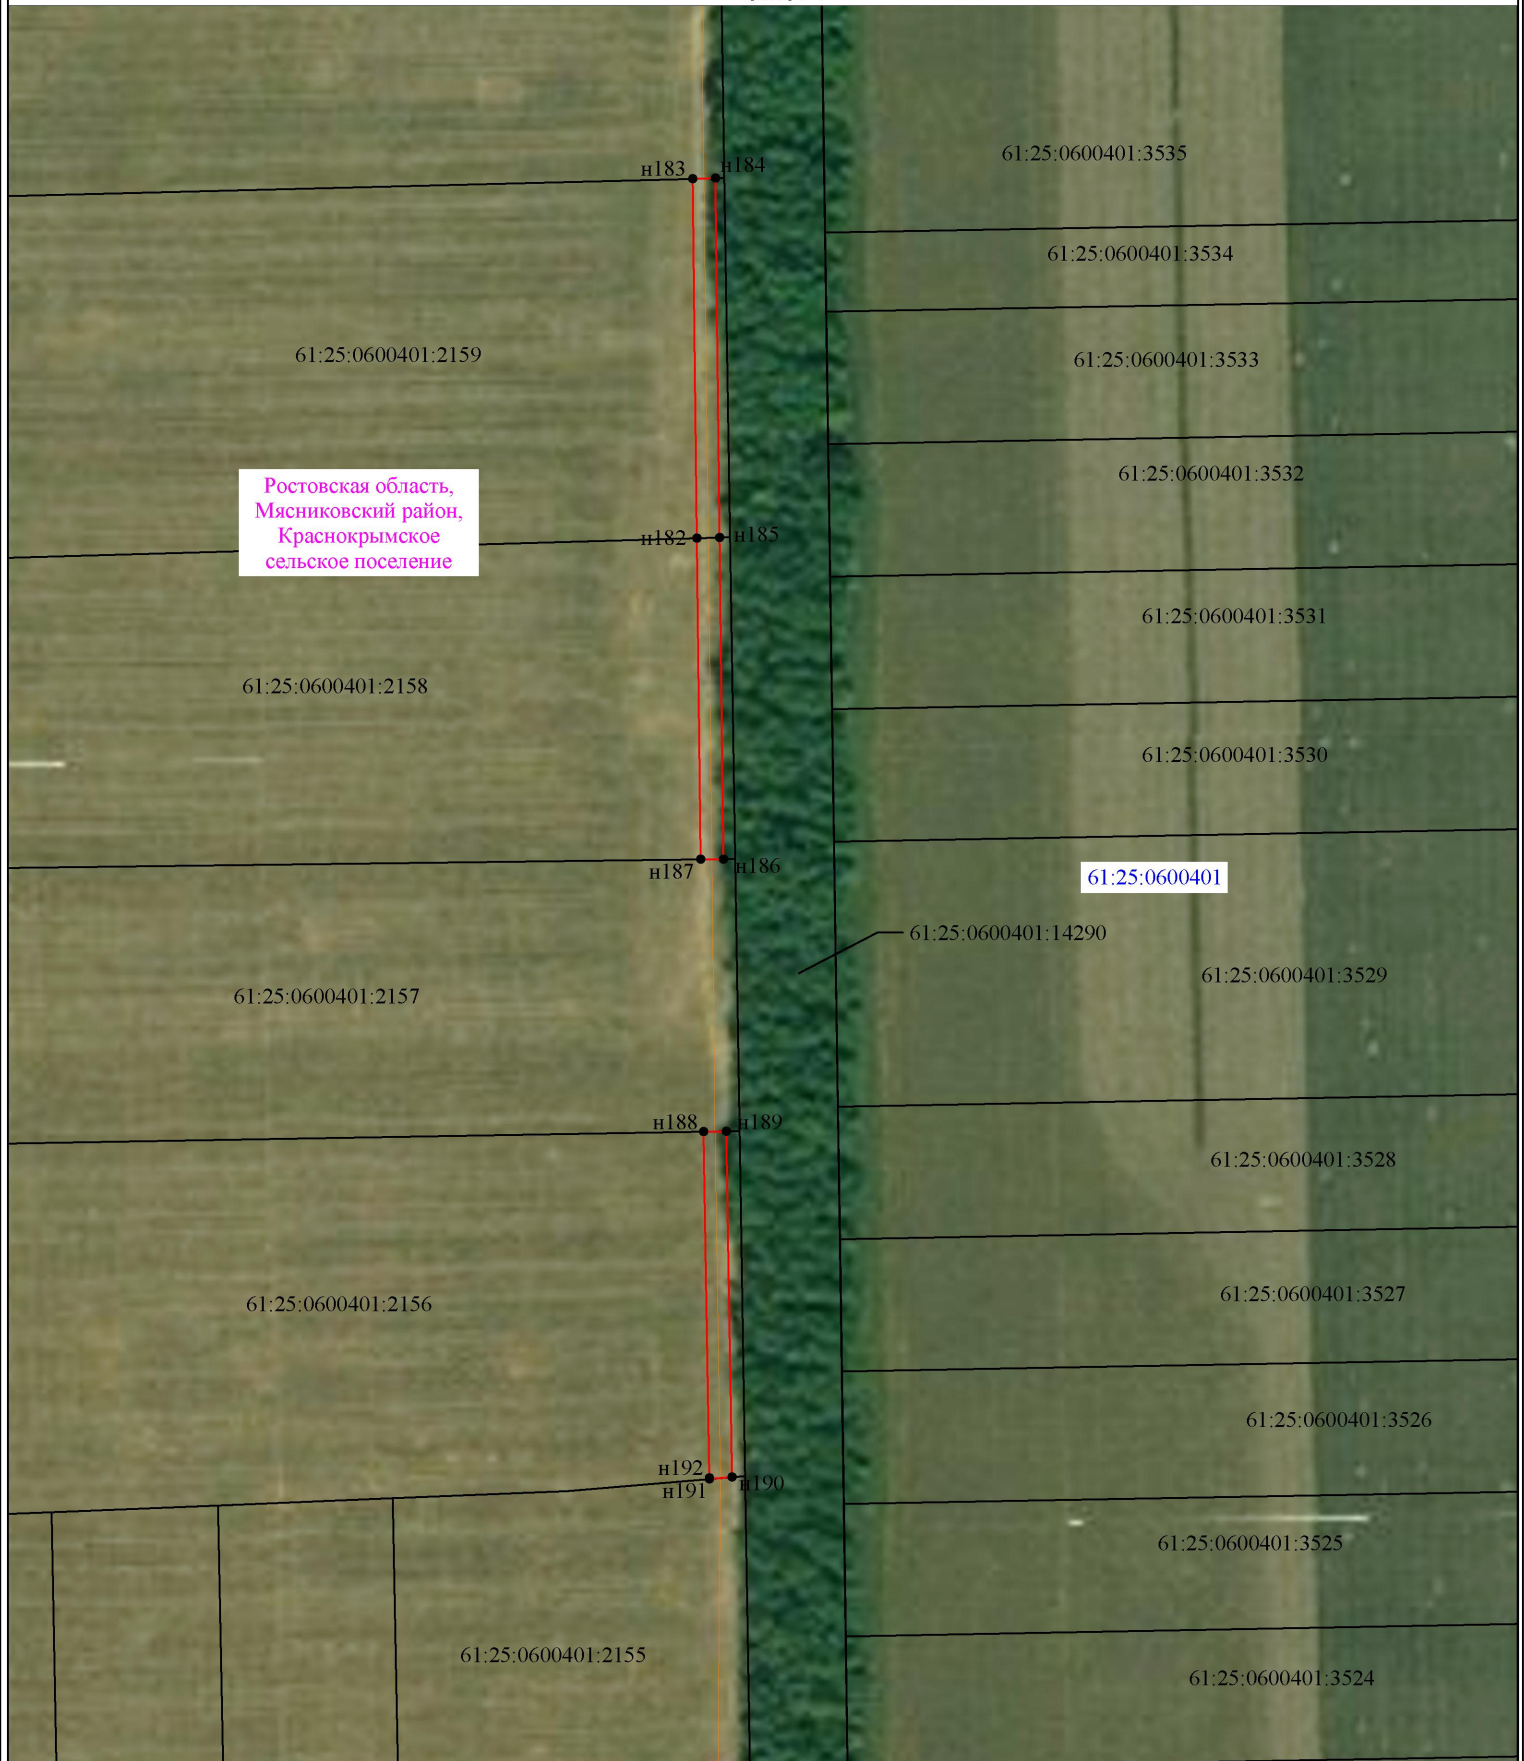 н183
н184
61:25:0600401:3535
61:25:0600401:3534
61:25:0600401:2159
61:25:0600401:3533
61:25:0600401:3532
Ростовская область,
Мясниковский район,
Краснокрымское
сельское поселение
н182
н185
61:25:0600401:3531
61:25:0600401:2158
61:25:0600401:3530
н187
н186
61:25:0600401
61:25:0600401:14290
61:25:0600401:3529
61:25:0600401:2157
н188
н189
61:25:0600401:3528
61:25:0600401:3527
61:25:0600401:2156
61:25:0600401:3526
н192
н191
н190
61:25:0600401:3525
61:25:0600401:2155
61:25:0600401:3524